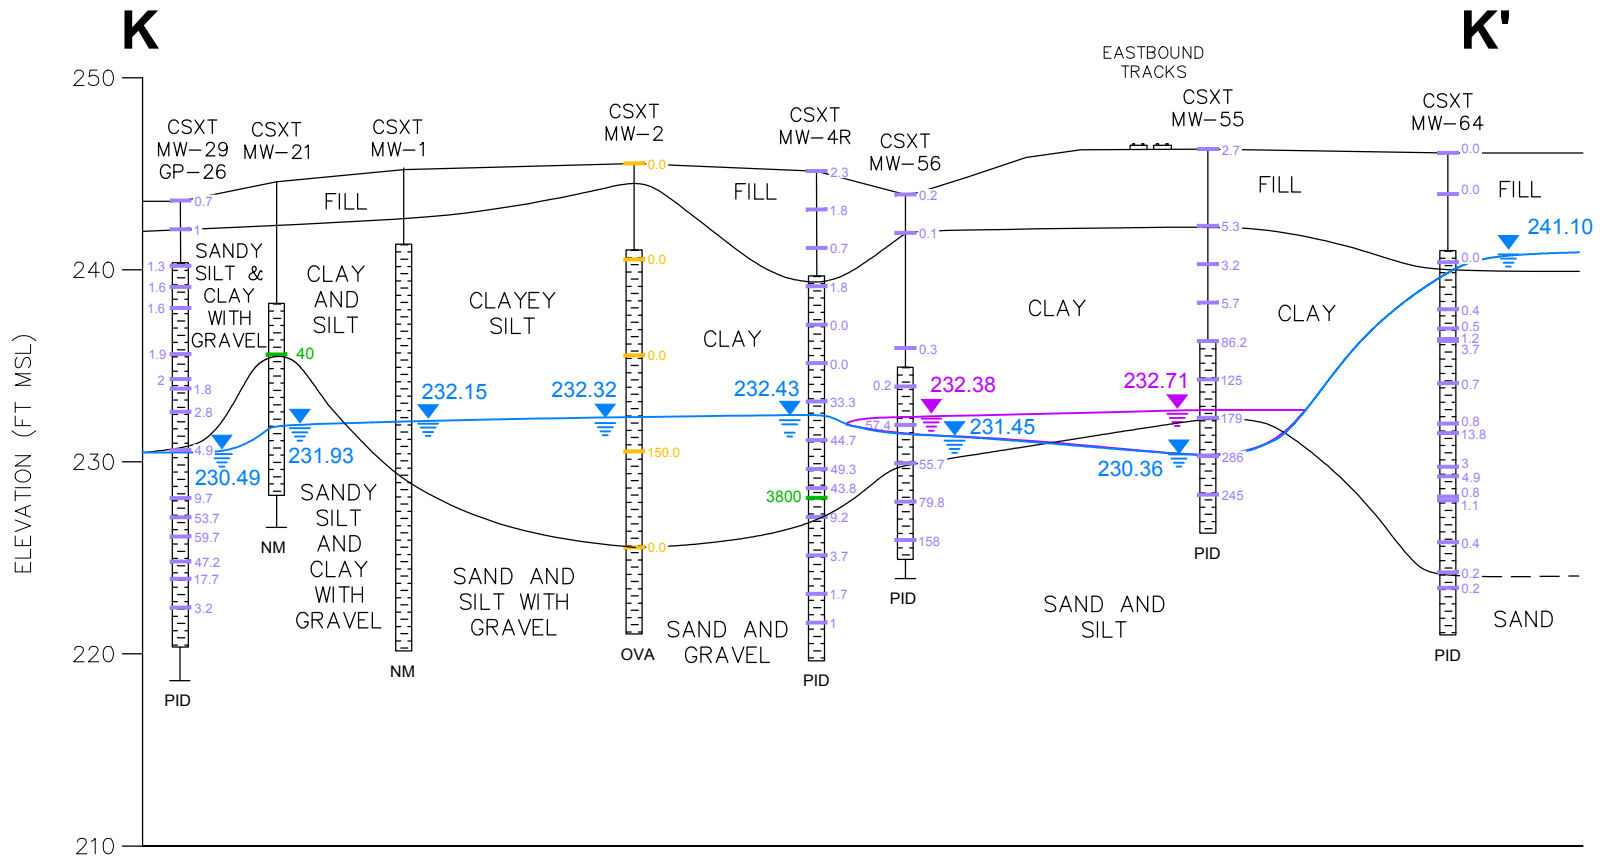 K
K'
EASTBOUND
TRACKS
250
240
230
220
210
ELEVATION (FT MSL)
CSXT
MW-29
GP-26
CSXT
MW-21
CSXT
MW-1
CSXT
MW-2
CSXT
MW-4R
CSXT
MW-56
CSXT
MW-55
CSXT
MW-64
FILL
FILL
FILL
FILL
SANDY
SILT &
CLAY
WITH
GRAVEL
CLAY
AND
SILT
CLAYEY
SILT
CLAY
CLAY
CLAY
SANDY
SILT
AND
CLAY
WITH
GRAVEL
SAND AND
SILT WITH
GRAVEL
SAND AND
GRAVEL
SAND AND
SILT
SAND
230.49
231.93
232.15
232.32
232.43
232.38
231.45
232.71
230.36
241.10
0.7
1
1.3
1.6
1.6
1.9
2
1.8
2.8
4.9
9.7
53.7
59.7
47.2
17.7
3.2
PID
40
NM
NM
0.0
0.0
0.0
150.0
0.0
OVA
2.3
1.8
0.7
1.8
0.0
0.0
33.3
44.7
49.3
43.8
3800
9.2
3.7
1.7
1
PID
0.2
0.1
0.3
0.2
57.4
55.7
79.8
158
PID
2.7
5.3
3.2
5.7
86.2
125
179
286
245
PID
0.0
0.0
0.0
0.4
0.5
1.2
3.7
0.7
0.8
13.8
3
4.9
0.8
1.1
0.4
0.2
0.2
PID